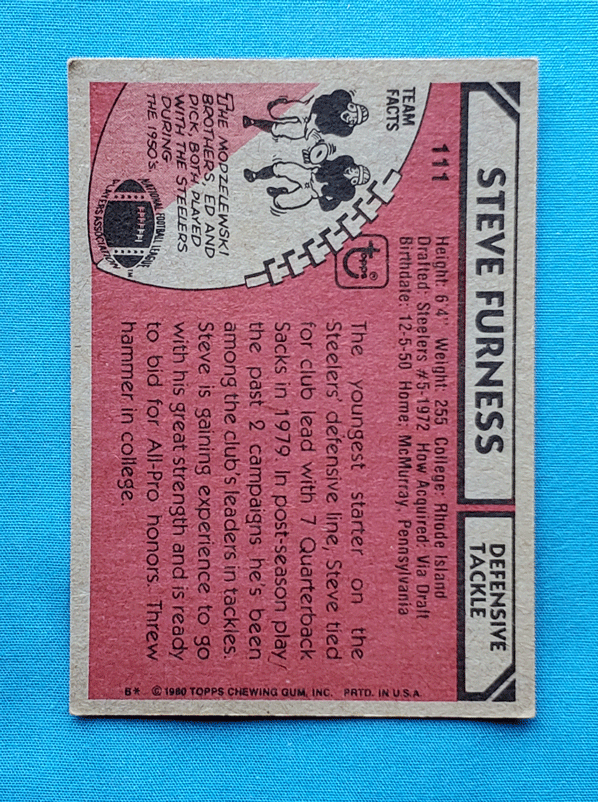 STEVE FURNESS
DEFENSIVE
TACKLE
111
Height: 6'4" Weight: 255 College: Rhode Island
Drafted: Steelers #5-1972 How Acquired: Via Draft
Birthdate: 12-5-50 Home: McMurray, Pennsylvania
TEAM
FACTS
topps®
THE MODZELEWSKI
BROTHERS, ED AND
DICK, BOTH PLAYED
WITH THE STEELERS
DURING
THE 1950'S.
NATIONAL FOOTBALL LEAGUE
PLAYERS ASSOCIATION
TM
The youngest starter on the
Steelers' defensive line, Steve tied
for club lead with 7 Quarterback
Sacks in 1979. In post-season play
the past 2 campaigns he's been
among the club's leaders in tackles.
Steve is gaining experience to go
with his great strength and is ready
to bid for All-Pro honors. Threw
hammer in college.
B* © 1980 TOPPS CHEWING GUM, INC. PRTD. IN U.S.A.